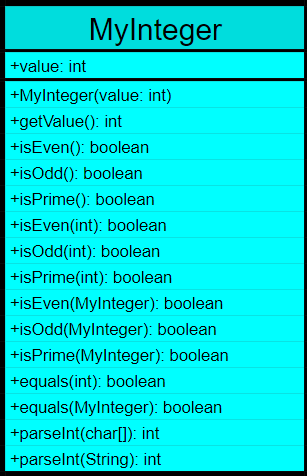 MyInteger
+value: int
+MyInteger(value: int)
+getValue(): int
+isEven(): boolean
+isOdd(): boolean
+isPrime(): boolean
+isEven(int): boolean
+isOdd(int): boolean
+isPrime(int): boolean
+isEven(MyInteger): boolean
+isOdd(MyInteger): boolean
+isPrime(MyInteger): boolean
+equals(int): boolean
+equals(MyInteger): boolean
+parseInt(char[]): int
+parseInt(String): int